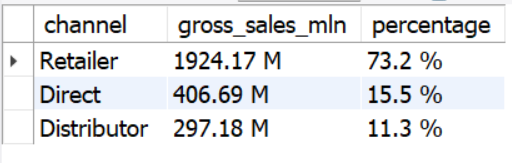 channel gross_sales_mln percentage
Retailer 1924.17 M 73.2 %
Direct 406.69 M 15.5 %
Distributor 297.18 M 11.3 %